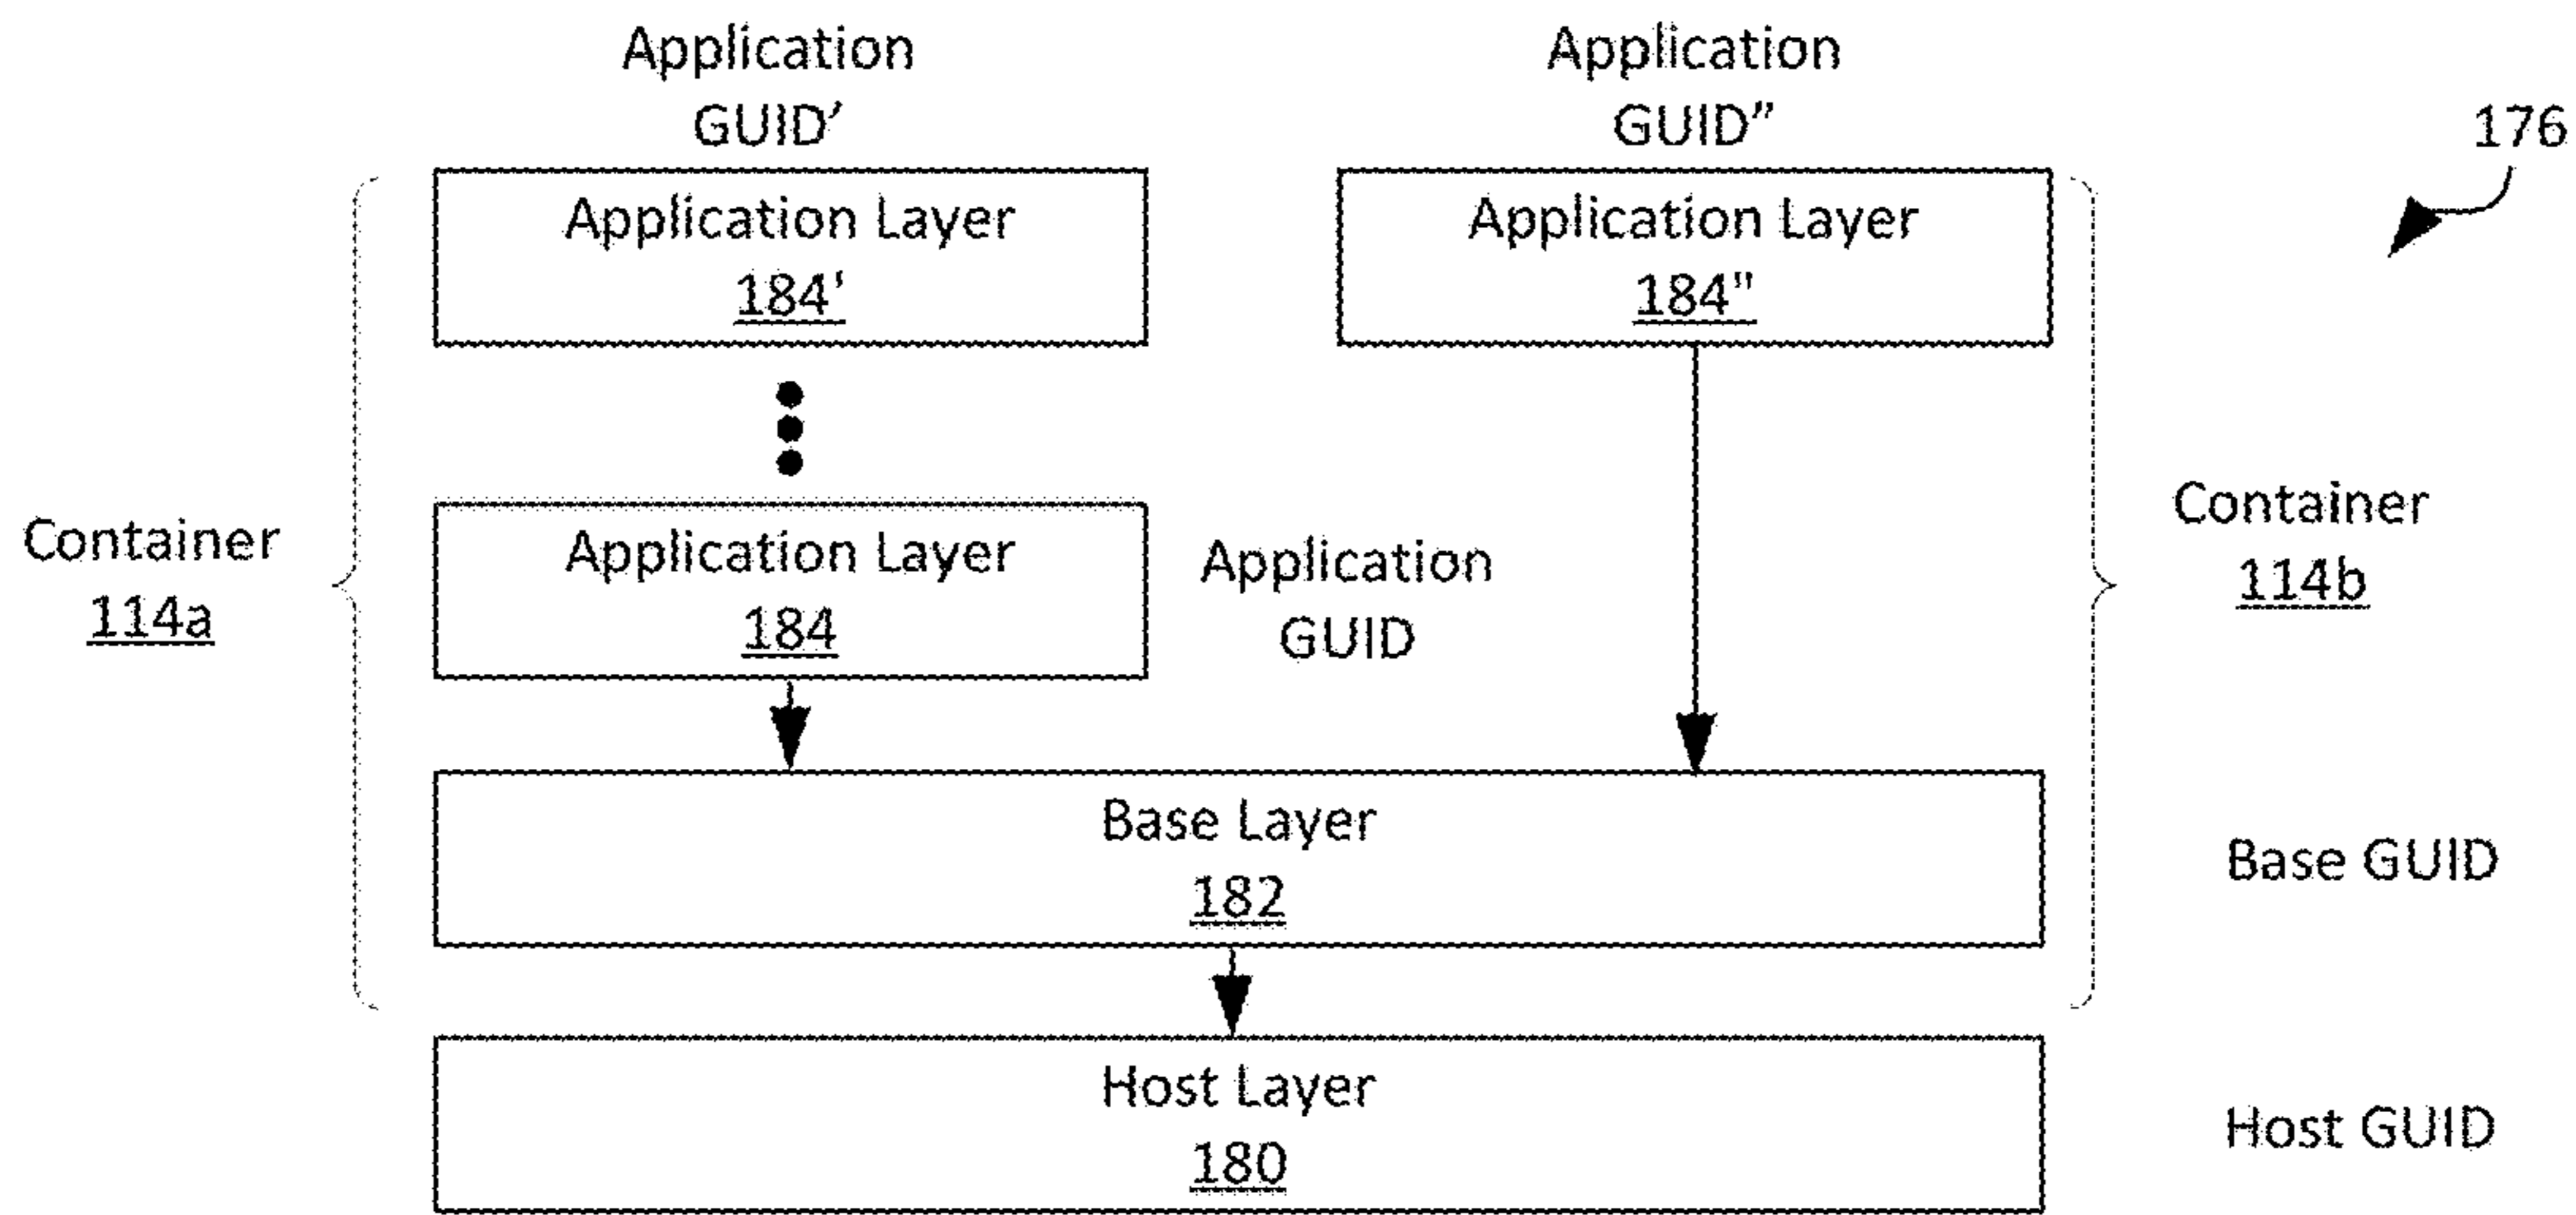 Application
GUID’
Application
GUID”
176
Application Layer
184'
Application Layer
184"
Container
114a
Application Layer
184
Application
GUID
Container
114b
Base Layer
182
Base GUID
Host Layer
180
Host GUID